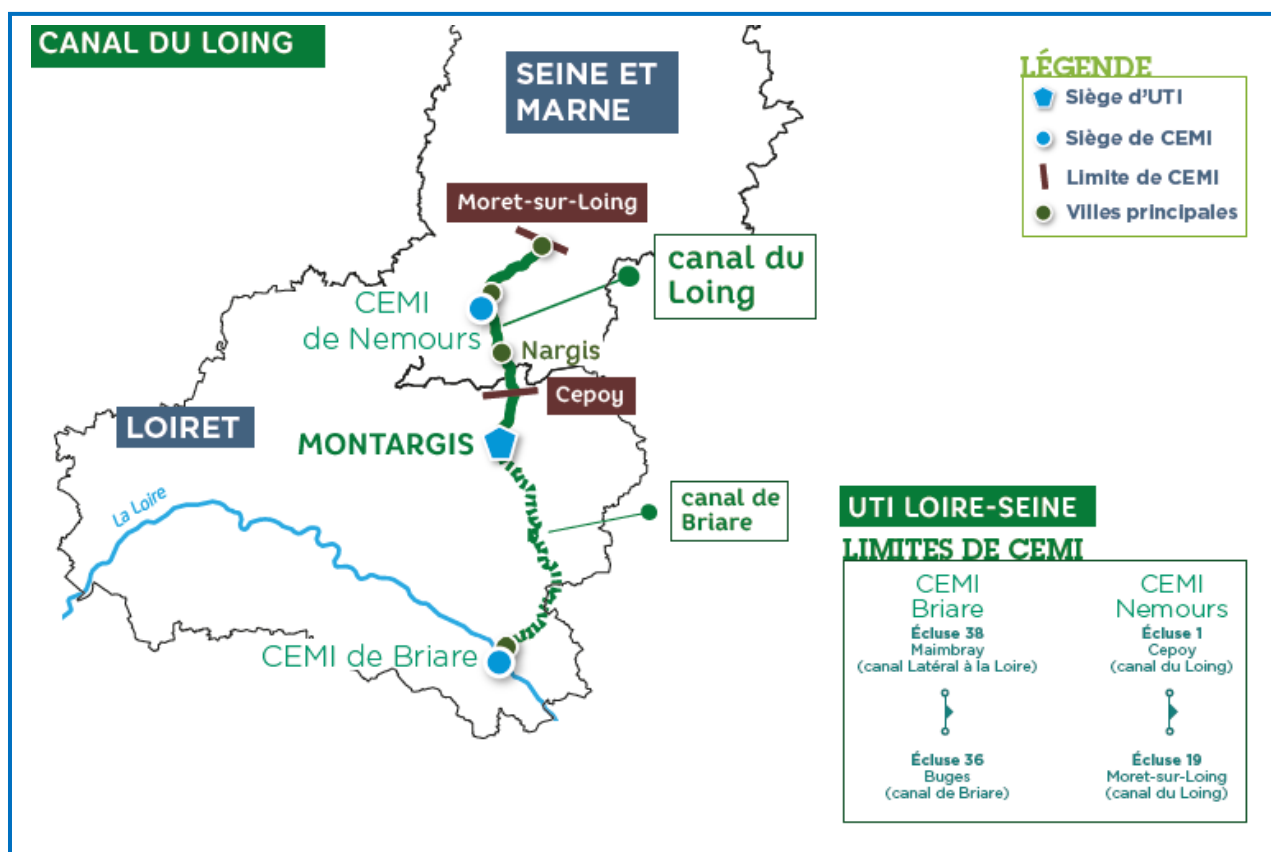 CANAL DU LOING
SEINE ET
MARNE
LÉGENDE
Siège d'UTI
Siège de CEMI
Limite de CEMI
Villes principales
Moret-sur-Loing
canal du
Loing
CEMI
de Nemours
Nargis
Cepoy
LOIRET
MONTARGIS
La Loire
canal de
Briare
CEMI de Briare
UTI LOIRE-SEINE
LIMITES DE CEMI
CEMI
Briare
Écluse 38
Maimbray
(canal Latéral à la Loire)
Écluse 36
Buges
(canal de Briare)
CEMI
Nemours
Écluse 1
Cepoy
(canal du Loing)
Écluse 19
Moret-sur-Loing
(canal du Loing)